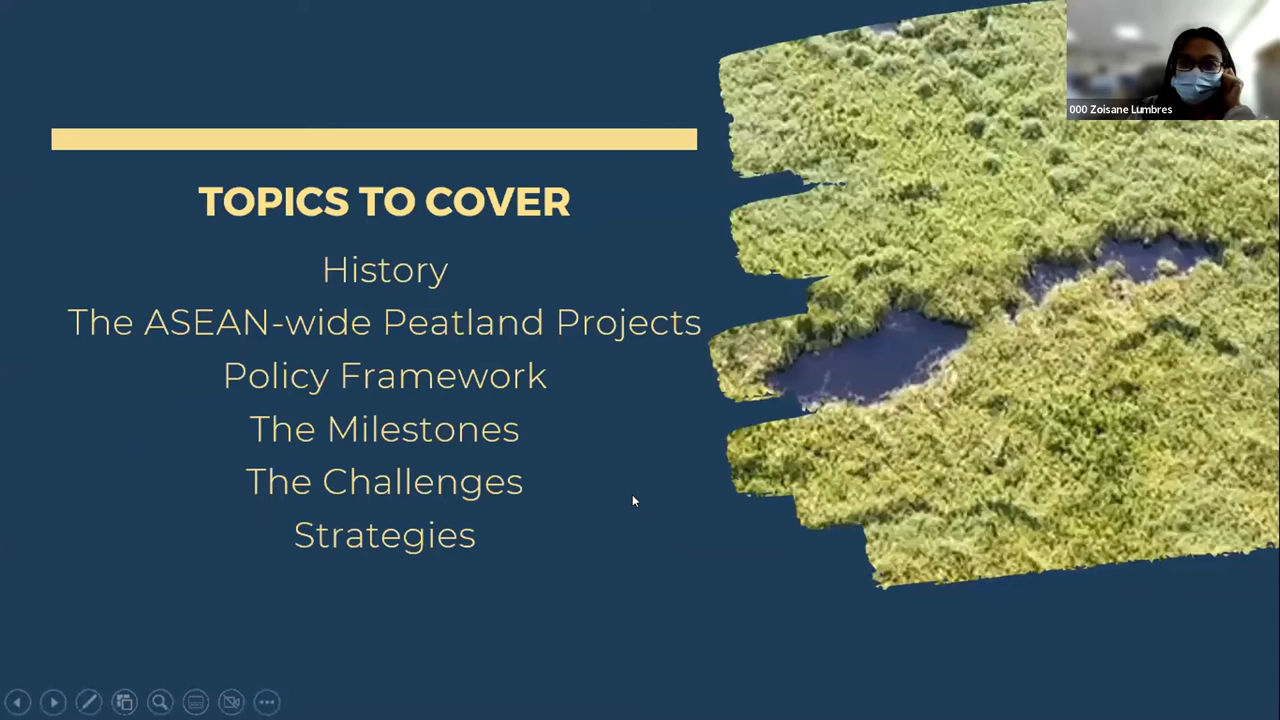 TOPICS TO COVER
History
The ASEAN-wide Peatland Projects
Policy Framework
The Milestones
The Challenges
Strategies
000 Zoisane Lumbres